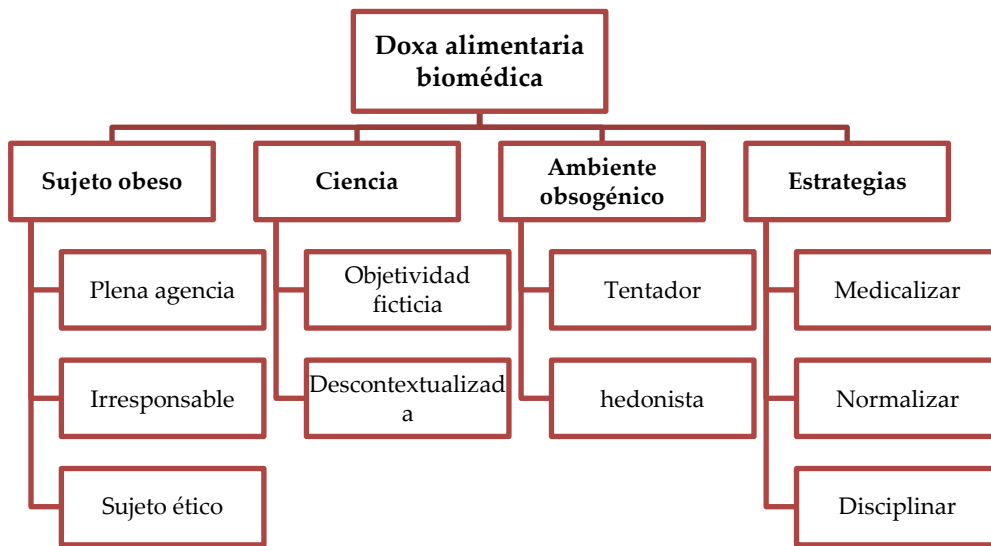 Doxa alimentaria
biomédica
Sujeto obeso
Ciencia
Ambiente
obsogénico
Estrategias
Plena agencia
Irresponsable
Sujeto ético
Objetividad
ficticia
Descontextualizad
a
Tentador
hedonista
Medicalizar
Normalizar
Disciplinar